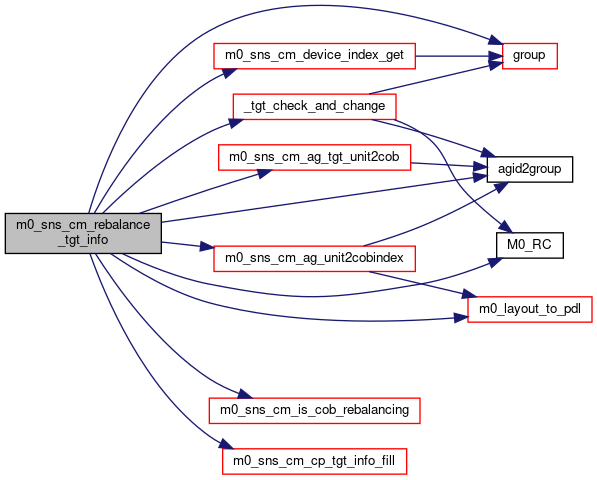 m0_sns_cm_rebalance
_tgt_info
m0_sns_cm_device_index_get
group
_tgt_check_and_change
m0_sns_cm_ag_tgt_unit2cob
agid2group
M0_RC
m0_sns_cm_ag_unit2cobindex
m0_layout_to_pdl
m0_sns_cm_is_cob_rebalancing
m0_sns_cm_cp_tgt_info_fill